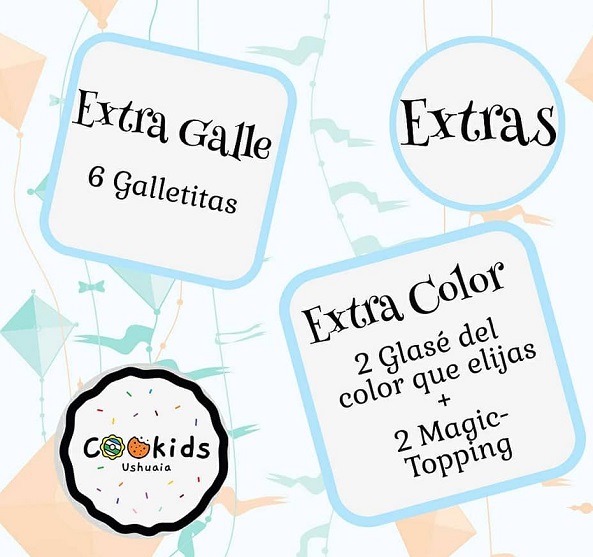 Extras
Extra Galle
6 Galletitas
Extra Color
2 Glasé del
color que elijas
+
2 Magic-
Topping
Cookids
Ushuaia